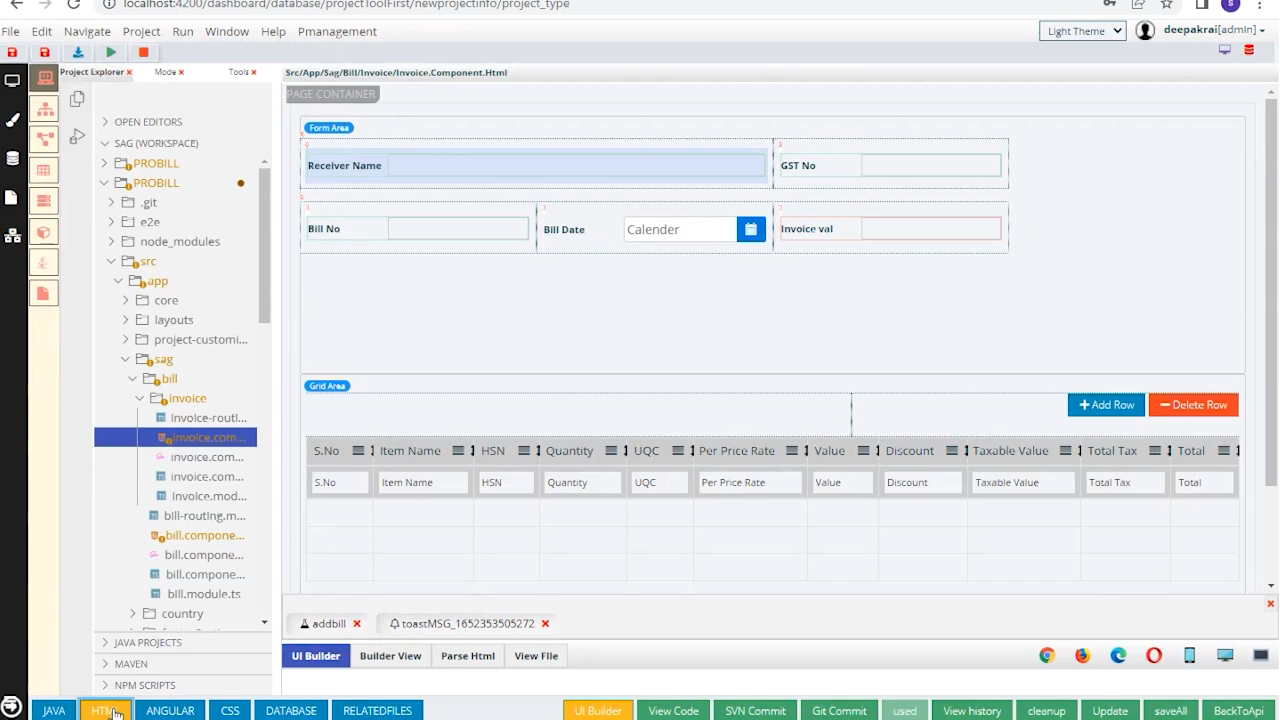 localhost:4200/dashboard/database/projectToolFirst/newprojectinfo/project_type
File Edit Navigate Project Run Window Help Pmanagement
Light Theme
deepakrai[admin]
Project Explorer Mode Tools
Src/App/Sag/Bill/Invoice/Invoice.Component.Html
PAGE CONTAINER
OPEN EDITORS
SAG (WORKSPACE)
PROBILL
PROBILL
.git
e2e
node_modules
src
app
core
layouts
project-customi...
sag
bill
invoice
invoice-routi...
invoice.com...
invoice.com...
invoice.com...
invoice.mod...
bill-routing.m...
bill.compone...
bill.compone...
bill.compone...
bill.module.ts
country
JAVA PROJECTS
MAVEN
NPM SCRIPTS
Form Area
Receiver Name
GST No
Bill No
Bill Date
Calender
Invoice val
Grid Area
Add Row
Delete Row
S.No Item Name HSN Quantity UQC Per Price Rate Value Discount Taxable Value Total Tax Total
S.No Item Name HSN Quantity UQC Per Price Rate Value Discount Taxable Value Total Tax Total
addbill toastMSG_1652353505272
UI Builder Builder View Parse Html View FIle
JAVA HTML ANGULAR CSS DATABASE RELATEDFILES UI Builder View Code SVN Commit Git Commit used View history cleanup Update saveAll BackToApi